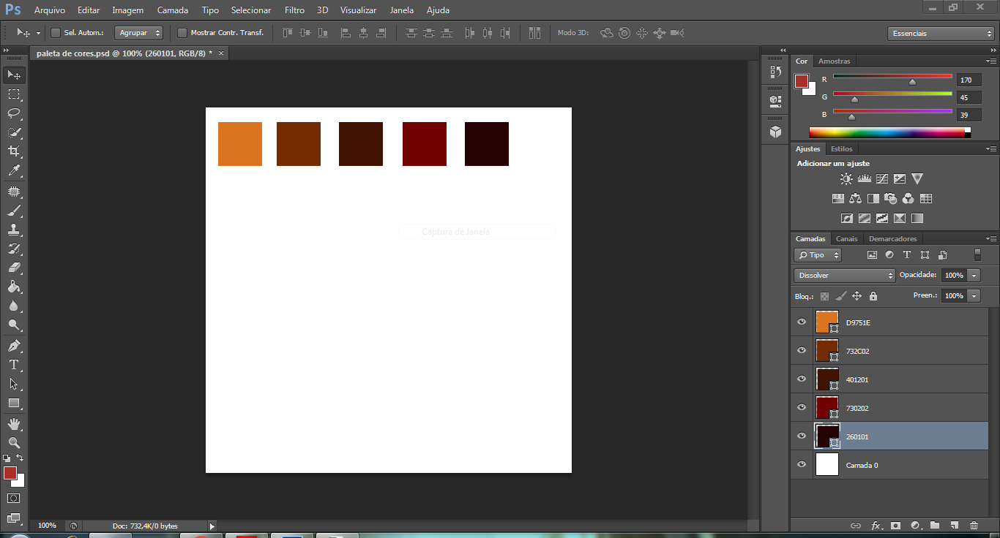 Ps Arquivo Editar Imagem Camada Tipo Selecionar Filtro 3D Visualizar Janela Ajuda
Sel. Autom.: Agrupar Mostrar Contr. Transf. Modo 3D: Essenciais
paleta de cores.psd @ 100% (260101, RGB/8) * ×
Cor Amostras
R 170
G 45
B 39
Ajustes Estilos
Adicionar um ajuste
Captura de Janela
Camadas Canais Demarcadores
Tipo
Dissolver Opacidade: 100%
Bloq.: Preen.: 100%
D9751E
732C02
401201
730202
260101
Camada 0
100% Doc: 732,4K/0 bytes
fx